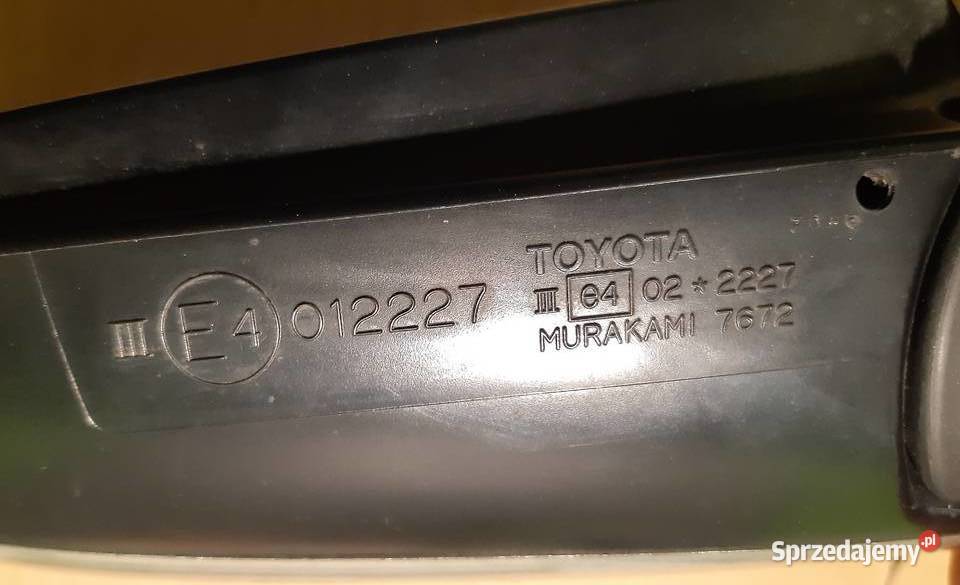 III E4 012227
TOYOTA
III e4 02*2227
MURAKAMI 7672
Sprzedajemy.pl